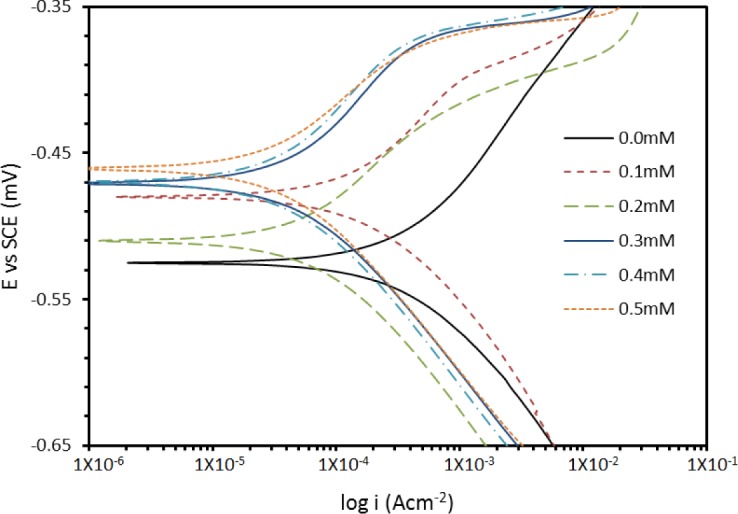 -0.35
-0.45
-0.55
-0.65
E vs SCE (mV)
0.0mM
0.1mM
0.2mM
0.3mM
0.4mM
0.5mM
1X10-6 1X10-5 1X10-4 1X10-3 1X10-2 1X10-1
log i (Acm-2)